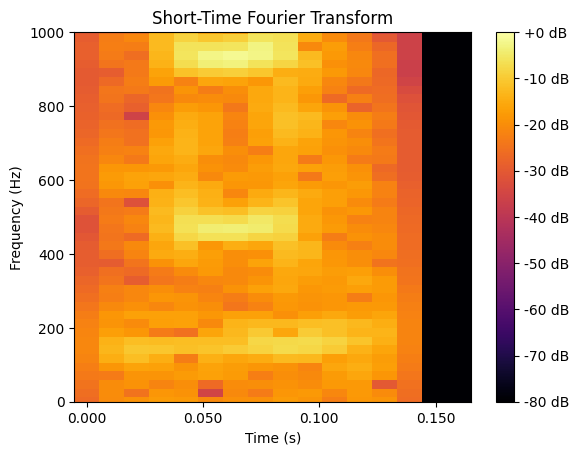 Short-Time Fourier Transform
Frequency (Hz)
1000
800
600
400
200
0
0.000
0.050
0.100
0.150
Time (s)
+0 dB
-10 dB
-20 dB
-30 dB
-40 dB
-50 dB
-60 dB
-70 dB
-80 dB